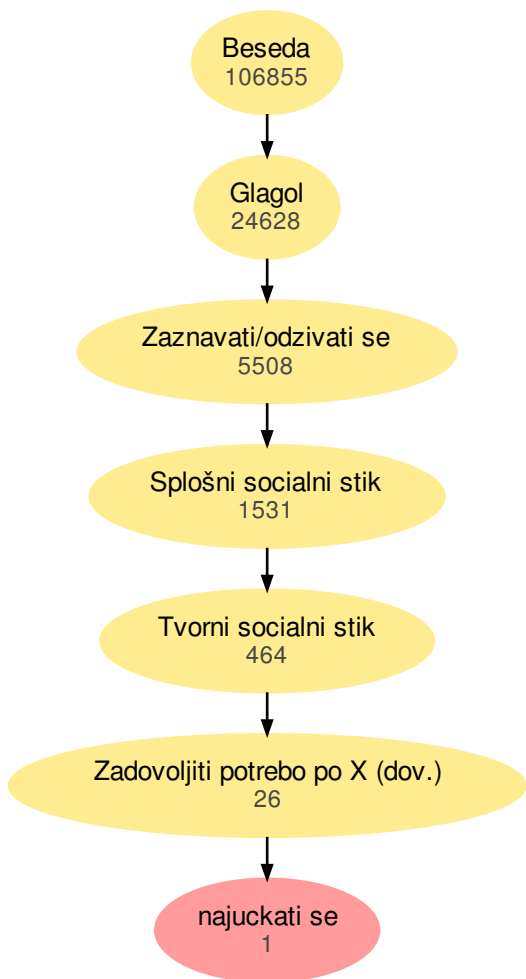 Beseda
106855
Glagol
24628
Zaznavati/odzivati se
5508
Splošni socialni stik
1531
Tvorni socialni stik
464
Zadovoljiti potrebo po X (dov.)
26
najuckati se
1